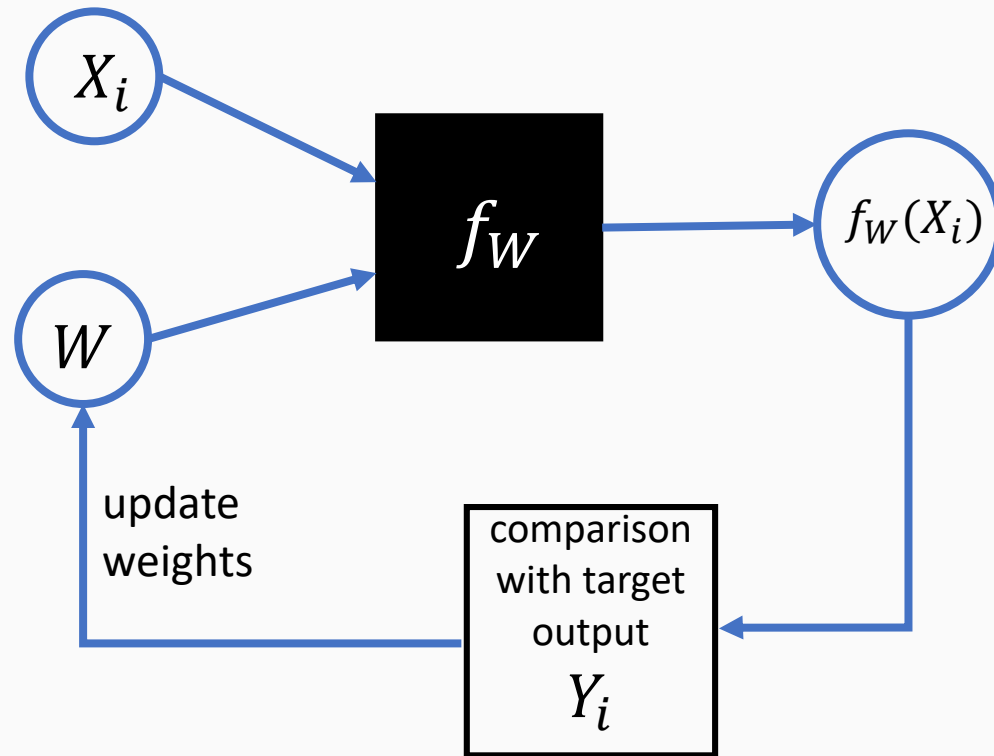 X_i
f_W
f_W(X_i)
W
update
weights
comparison
with target
output
Y_i